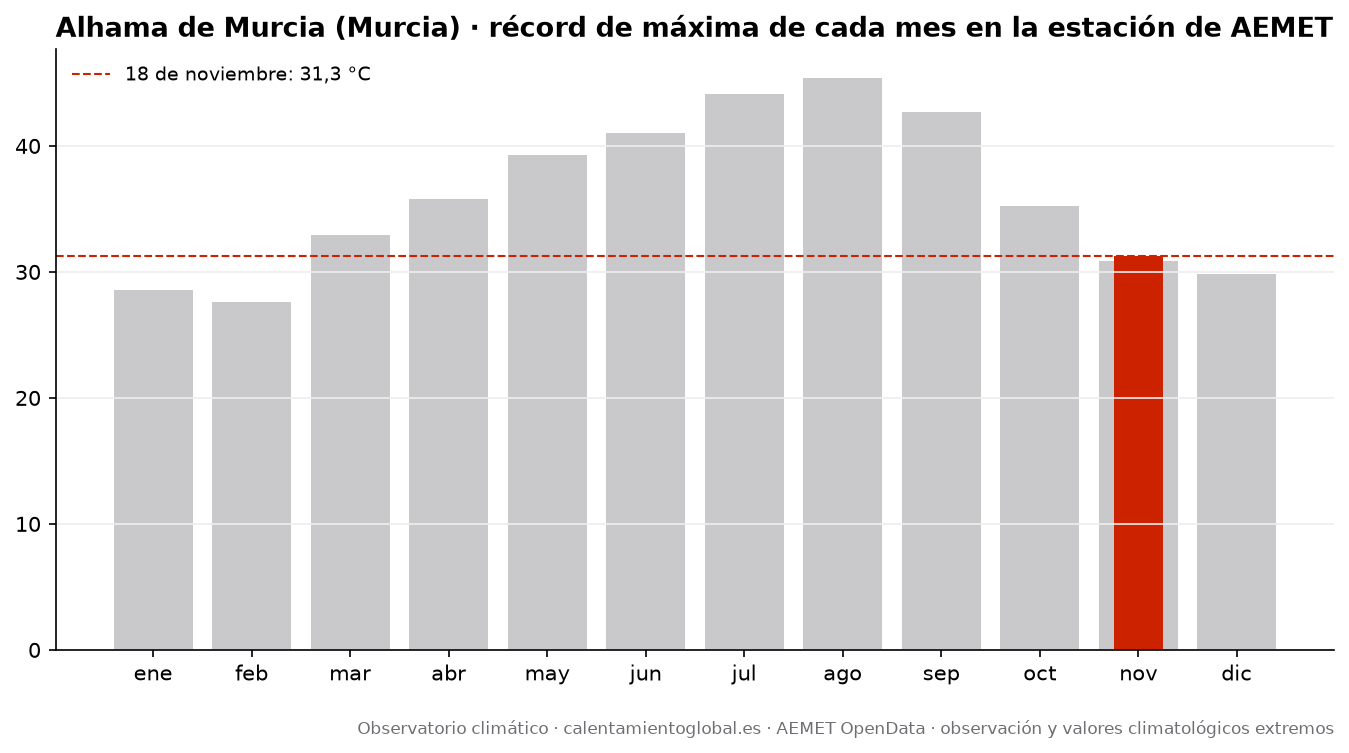 Alhama de Murcia (Murcia) · récord de máxima de cada mes en la estación de AEMET
18 de noviembre: 31,3 °C
40
30
20
10
0
ene feb mar abr may jun jul ago sep oct nov dic
Observatorio climático · calentamientoglobal.es · AEMET OpenData · observación y valores climatológicos extremos